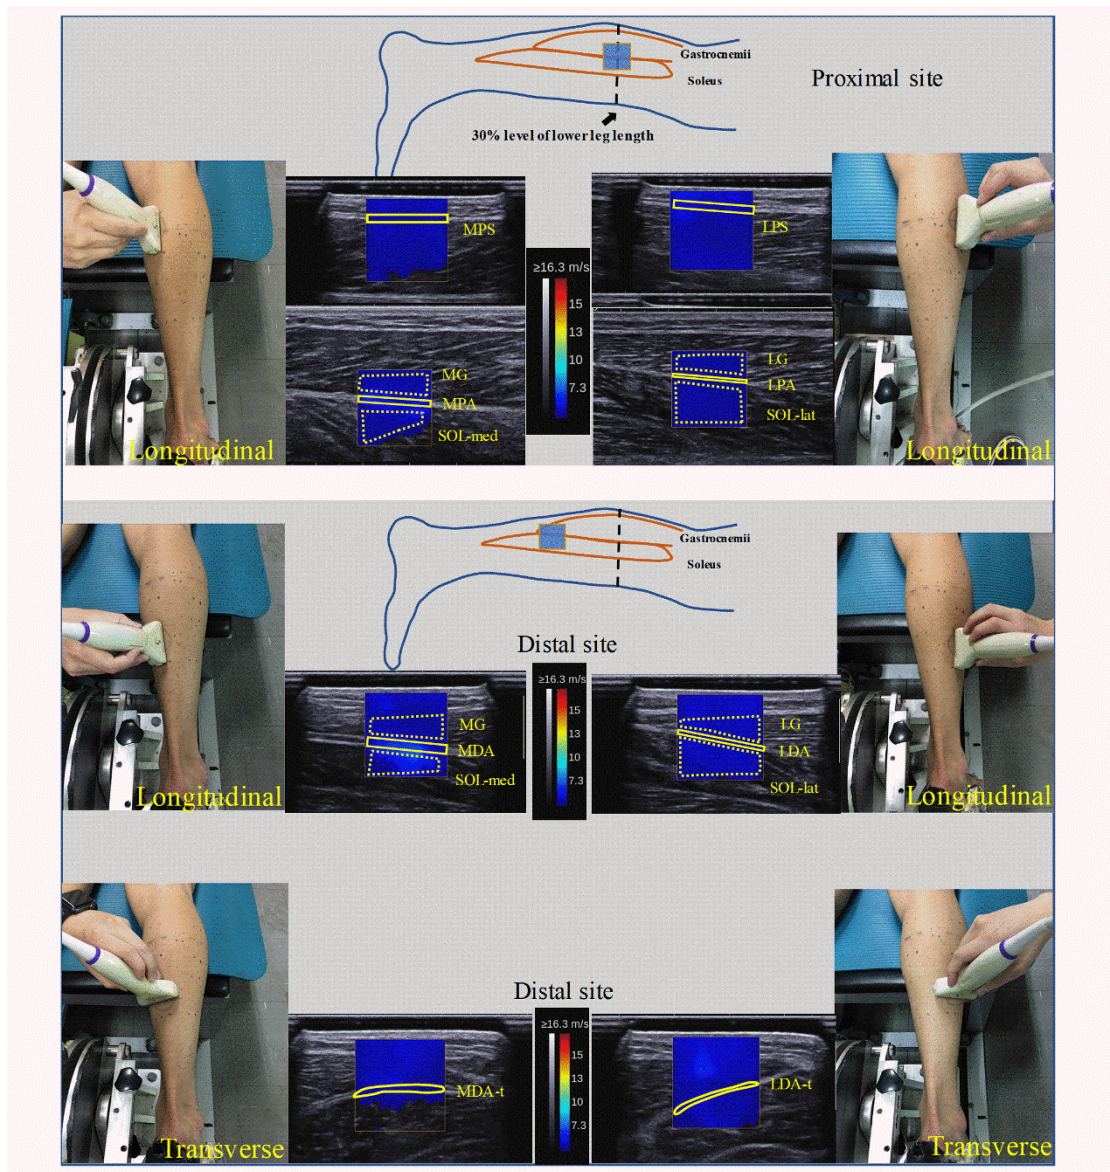 Gastrocnemii
Soleus
Proximal site
30% level of lower leg length
MPS
LPS
≥16.3 m/s
15
13
10
7.3
MG
MPA
SOL-med
LG
LPA
SOL-lat
Longitudinal
Longitudinal
Gastrocnemii
Soleus
Distal site
≥16.3 m/s
15
13
10
7.3
MG
MDA
SOL-med
LG
LDA
SOL-lat
Longitudinal
Longitudinal
Distal site
≥16.3 m/s
15
13
10
7.3
MDA-t
LDA-t
Transverse
Transverse